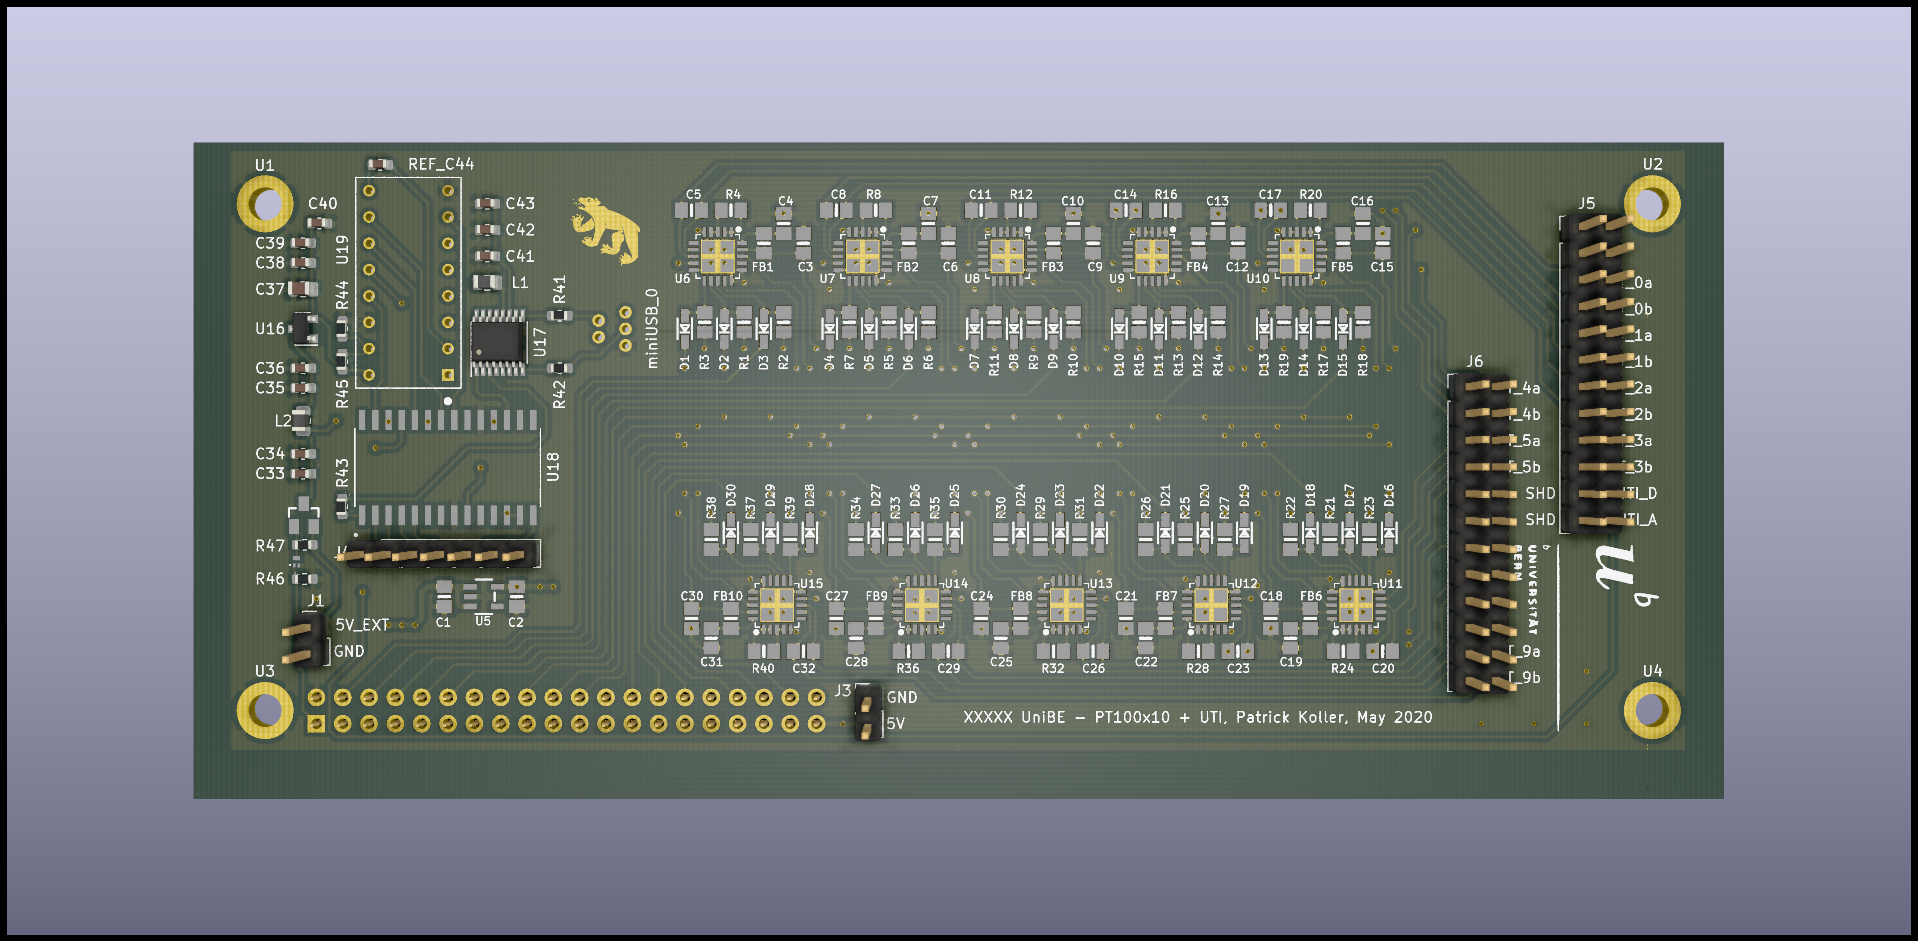 U1
REF_C44
U2
C40
C43
C42
C41
C39
C38
C37
U19
R44
L1
R41
U16
U17
miniUSB_0
C36
C35
R45
R42
L2
C34
C33
R43
U18
R47
R46
J1
5V_EXT
GND
C1
U5
C2
U3
C5 R4 C4 C8 R8 C7 C11 R12 C10 C14 R16 C13 C17 R20 C16
U6 FB1 C3 U7 FB2 C6 U8 FB3 C9 U9 FB4 C12 U10 FB5 C15
D1 R3 D2 R1 D3 R2 D4 R7 D5 R5 D6 R6 D7 R11 D8 R9 D9 R10 D10 R15 D11 R13 D12 R14 D13 R19 D14 R17 D15 R18
R38 D30 R37 D29 R39 D28 R34 D27 R33 D26 R35 D25 R30 D24 R29 D23 R31 D22 R26 D21 R25 D20 R27 D19 R22 D18 R21 D17 R23 D16
U15 U14 U13 U12 U11
C30 FB10 C27 FB9 C24 FB8 C21 FB7 C18 FB6
C31 C28 C25 C22 C19
R40 C32 R36 C29 R32 C26 R28 C23 R24 C20
J3
GND
5V
XXXXX UniBE - PT100x10 + UTI, Patrick Koller, May 2020
J6
_4a
_4b
_5a
_5b
SHD
SHD
_9a
_9b
J5
_0a
_0b
_1a
_1b
_2a
_2b
_3a
_3b
TI_D
TI_A
u
b
b
UNIVERSITÄT
BERN
U4